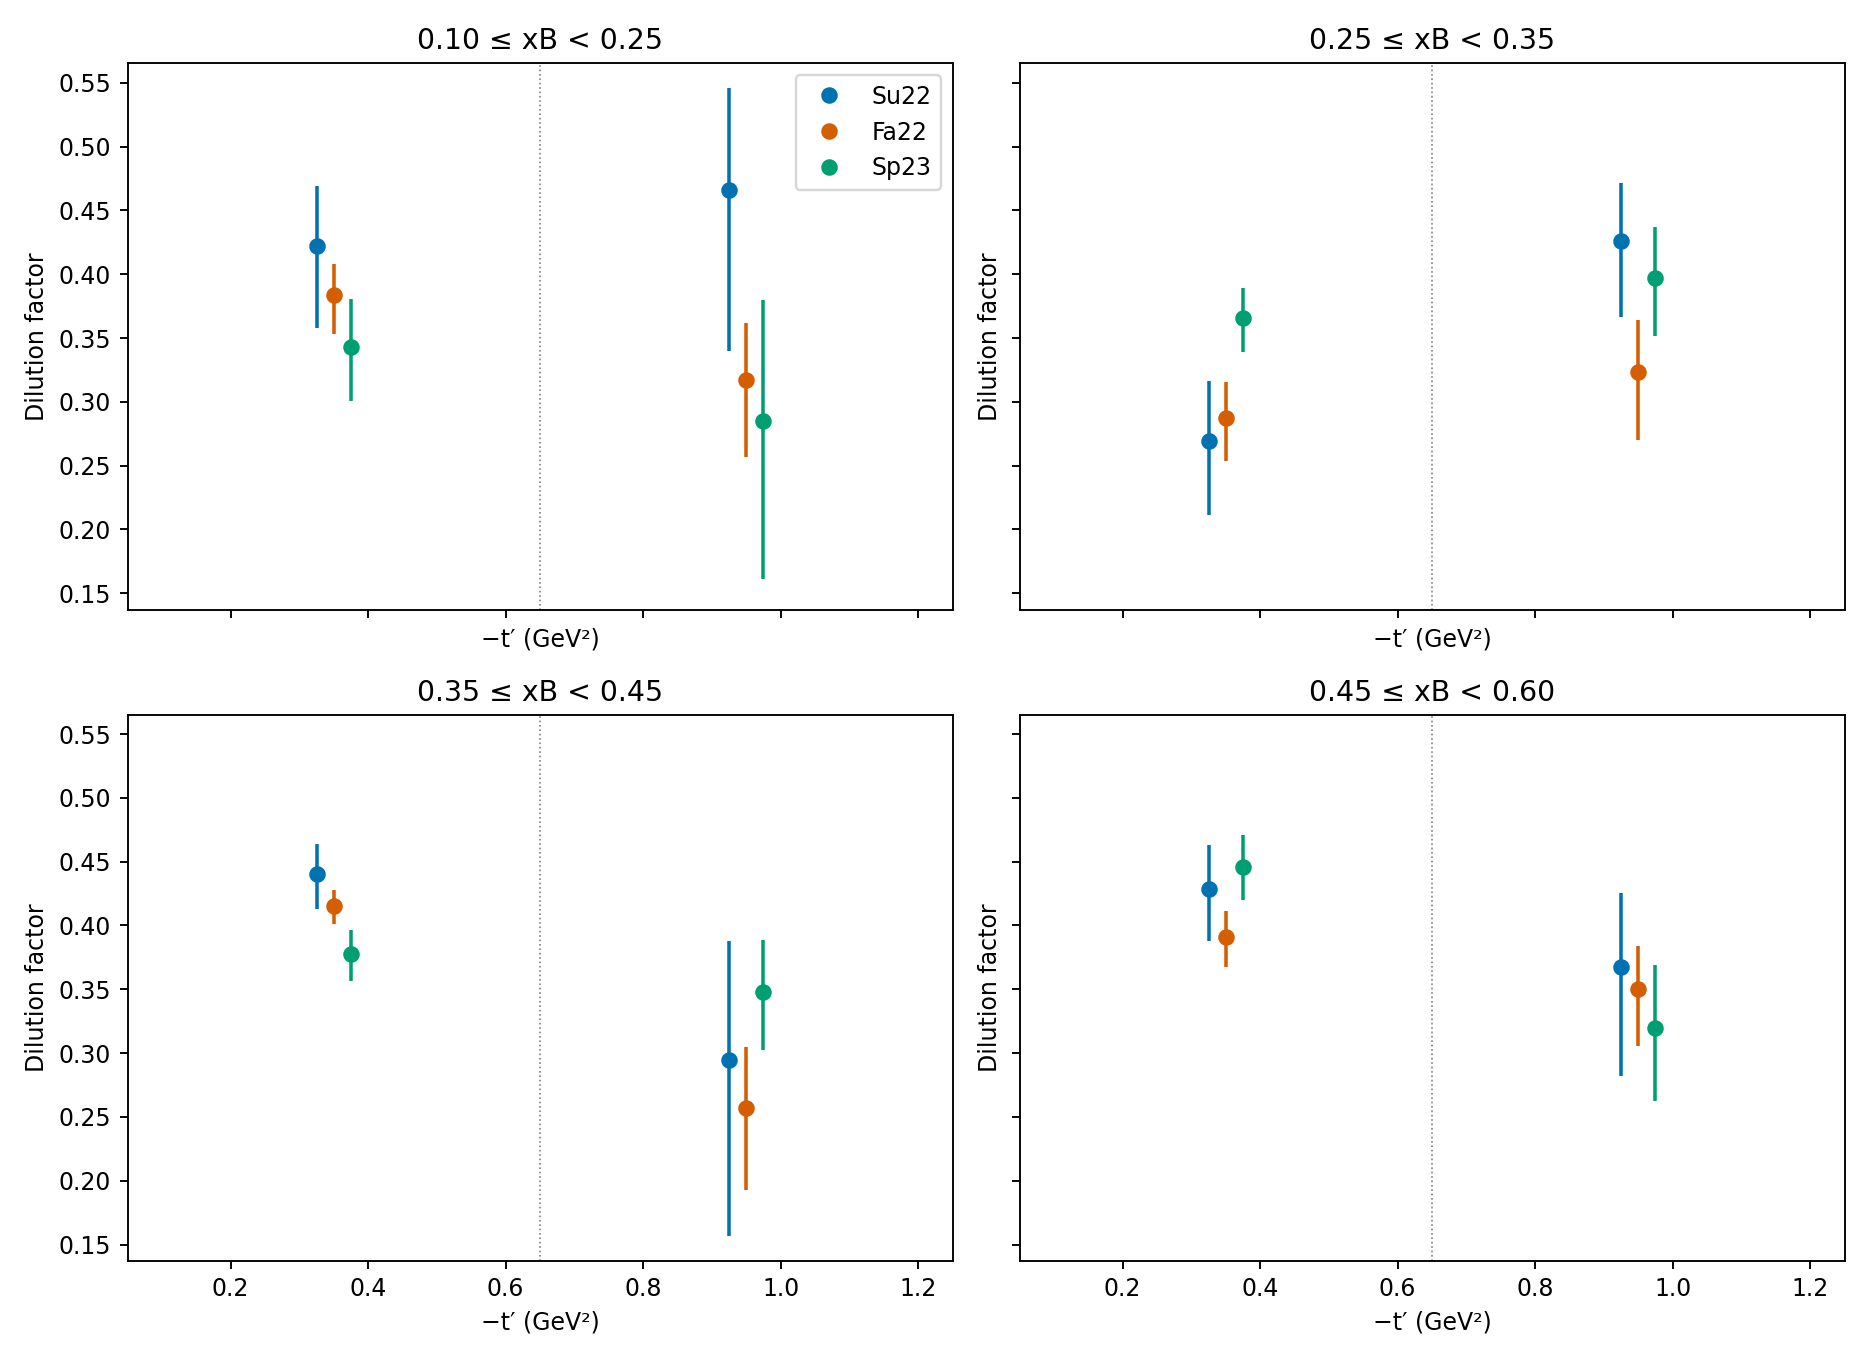 0.10 ≤ xB < 0.25
0.25 ≤ xB < 0.35
Dilution factor
0.55
0.50
0.45
0.40
0.35
0.30
0.25
0.20
0.15
Su22
Fa22
Sp23
−t′ (GeV²)
Dilution factor
−t′ (GeV²)
0.35 ≤ xB < 0.45
0.45 ≤ xB < 0.60
Dilution factor
0.55
0.50
0.45
0.40
0.35
0.30
0.25
0.20
0.15
0.2 0.4 0.6 0.8 1.0 1.2
−t′ (GeV²)
Dilution factor
0.2 0.4 0.6 0.8 1.0 1.2
−t′ (GeV²)